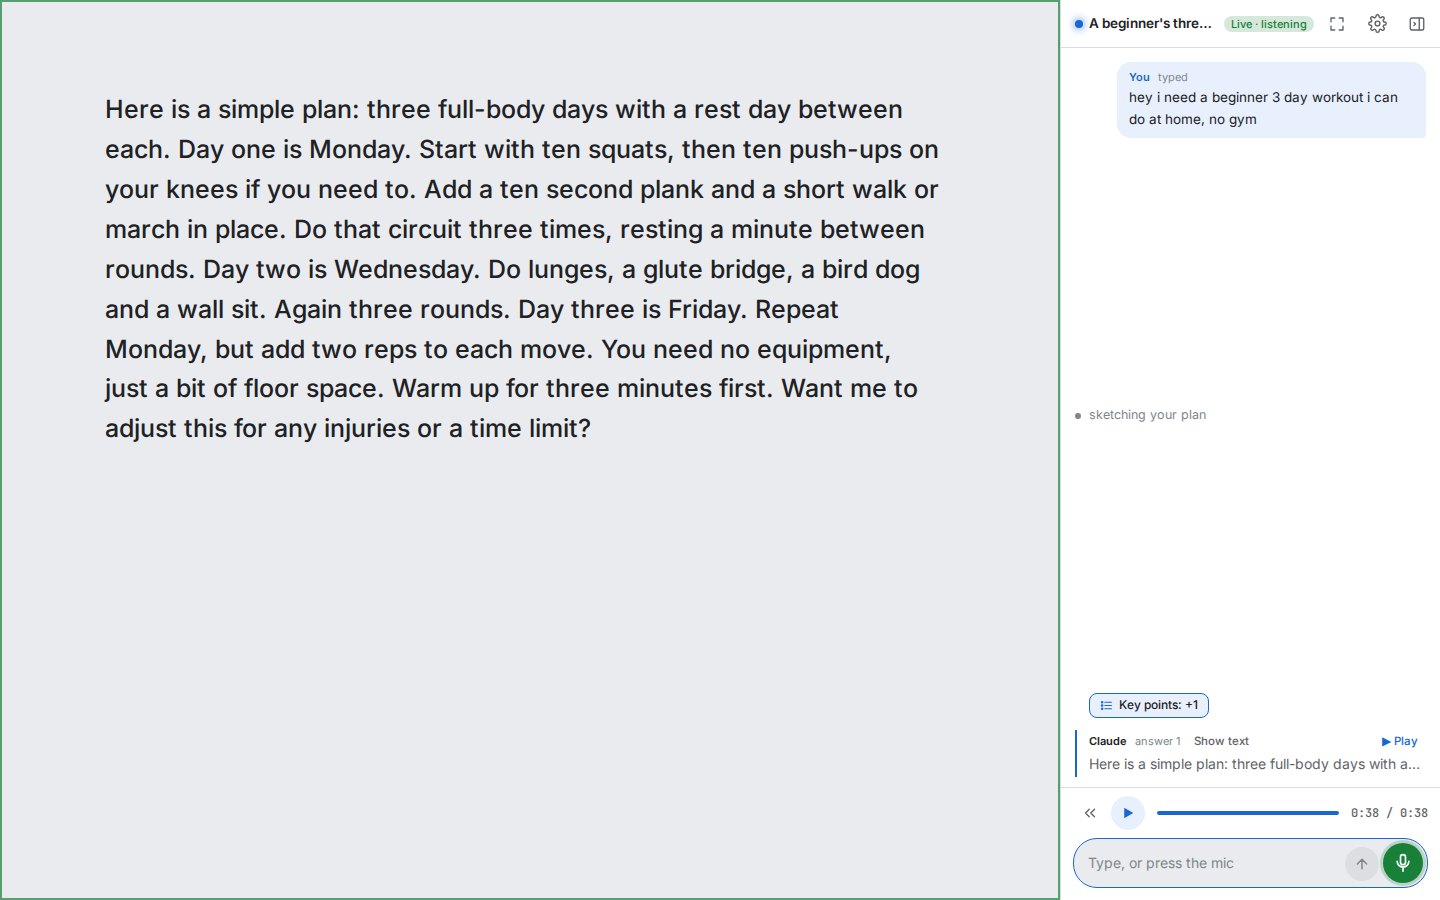 Here is a simple plan: three full-body days with a rest day between
each. Day one is Monday. Start with ten squats, then ten push-ups on
your knees if you need to. Add a ten second plank and a short walk or
march in place. Do that circuit three times, resting a minute between
rounds. Day two is Wednesday. Do lunges, a glute bridge, a bird dog
and a wall sit. Again three rounds. Day three is Friday. Repeat
Monday, but add two reps to each move. You need no equipment,
just a bit of floor space. Warm up for three minutes first. Want me to
adjust this for any injuries or a time limit?
A beginner's thre...
Live · listening
You typed
hey i need a beginner 3 day workout i can
do at home, no gym
sketching your plan
Key points: +1
Claude answer 1 Show text
Play
Here is a simple plan: three full-body days with a...
0:38 / 0:38
Type, or press the mic